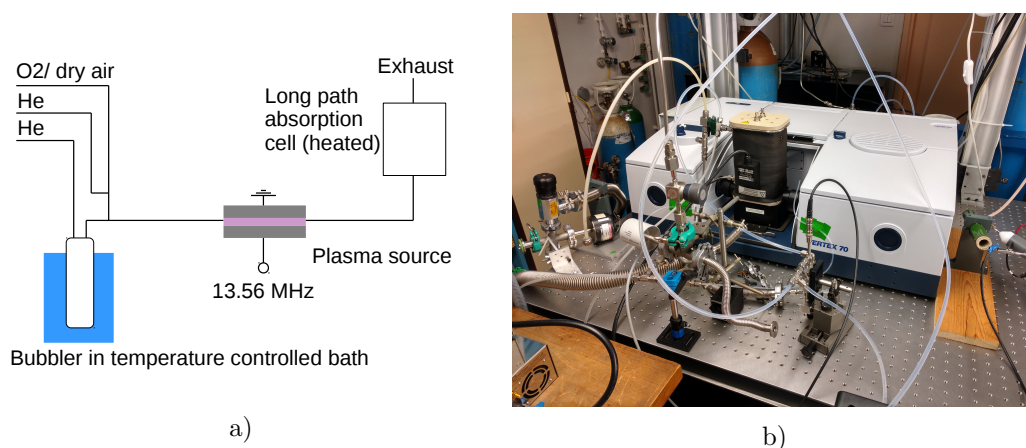 O2/ dry air
He
He
Exhaust
Long path
absorption
cell (heated)
Plasma source
13.56 MHz
Bubbler in temperature controlled bath
VERTEX 70
a)
b)